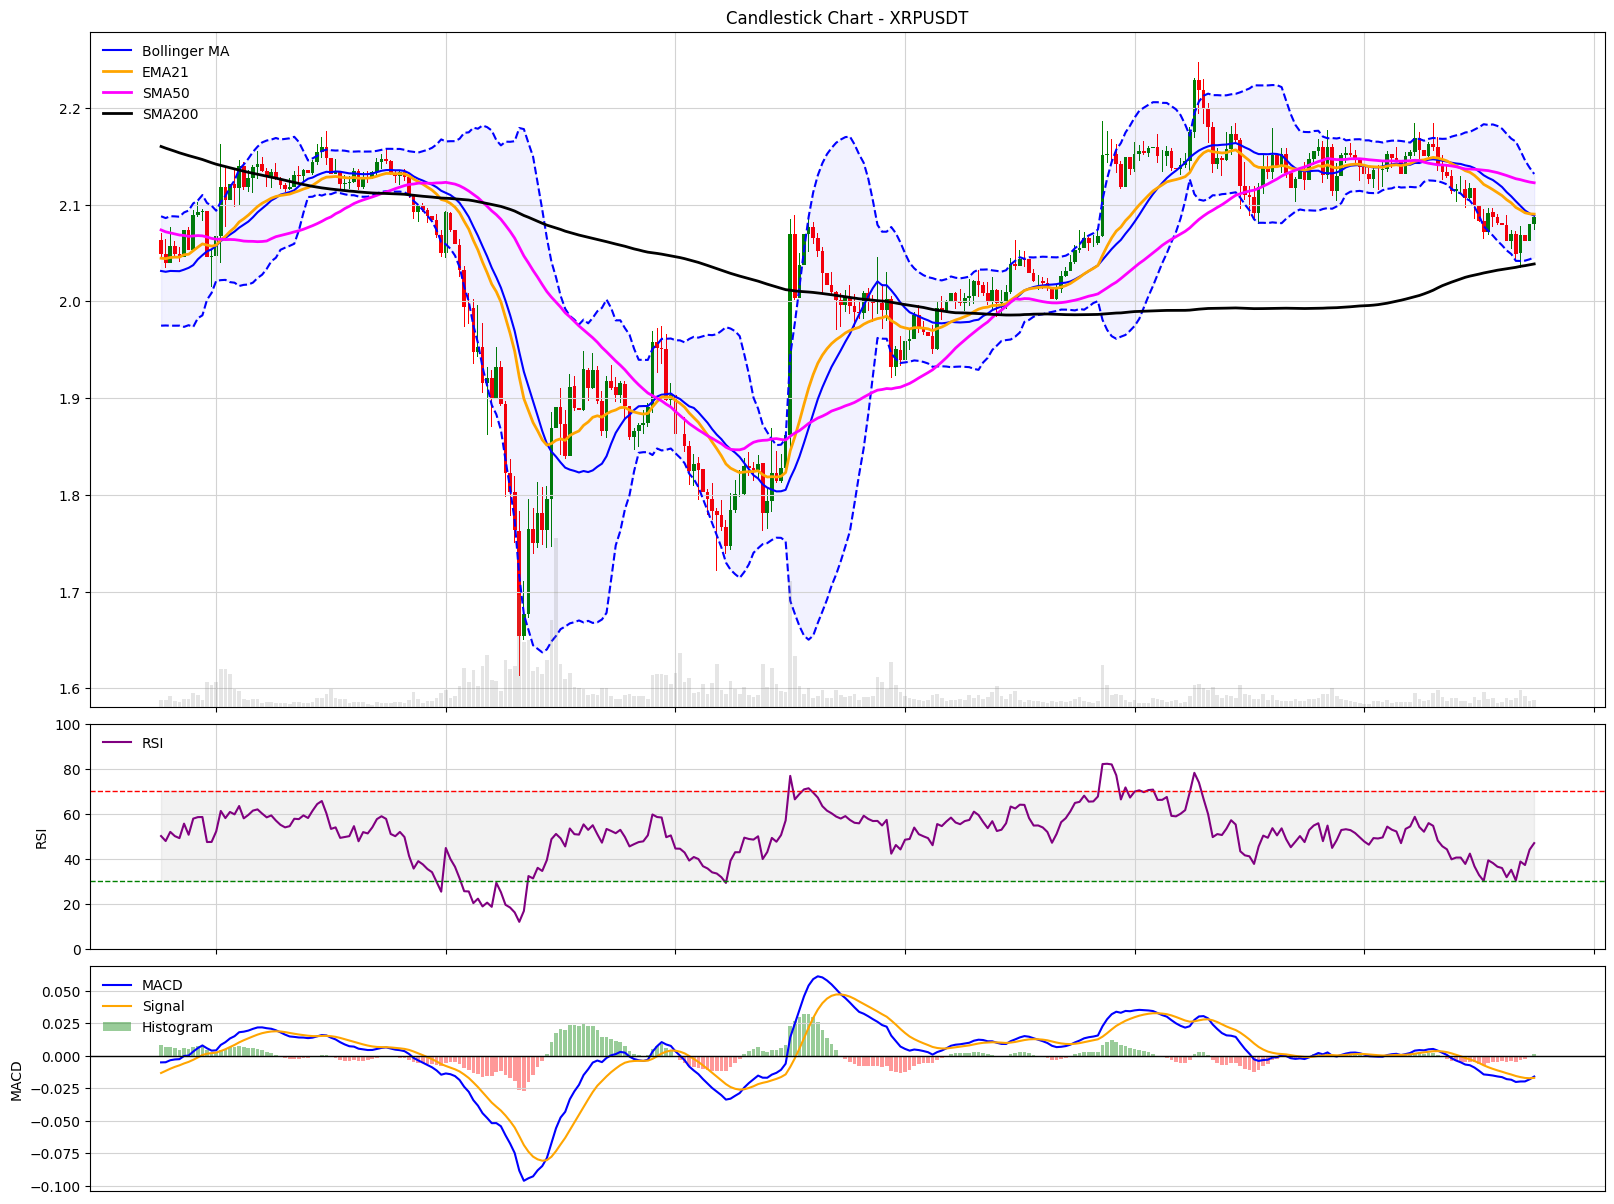 Candlestick Chart - XRPUSDT
Bollinger MA
EMA21
SMA50
SMA200
2.2
2.1
2.0
1.9
1.8
1.7
1.6
100
RSI
80
60
40
20
0
RSI
MACD
Signal
Histogram
0.050
0.025
0.000
−0.025
−0.050
−0.075
−0.100
MACD